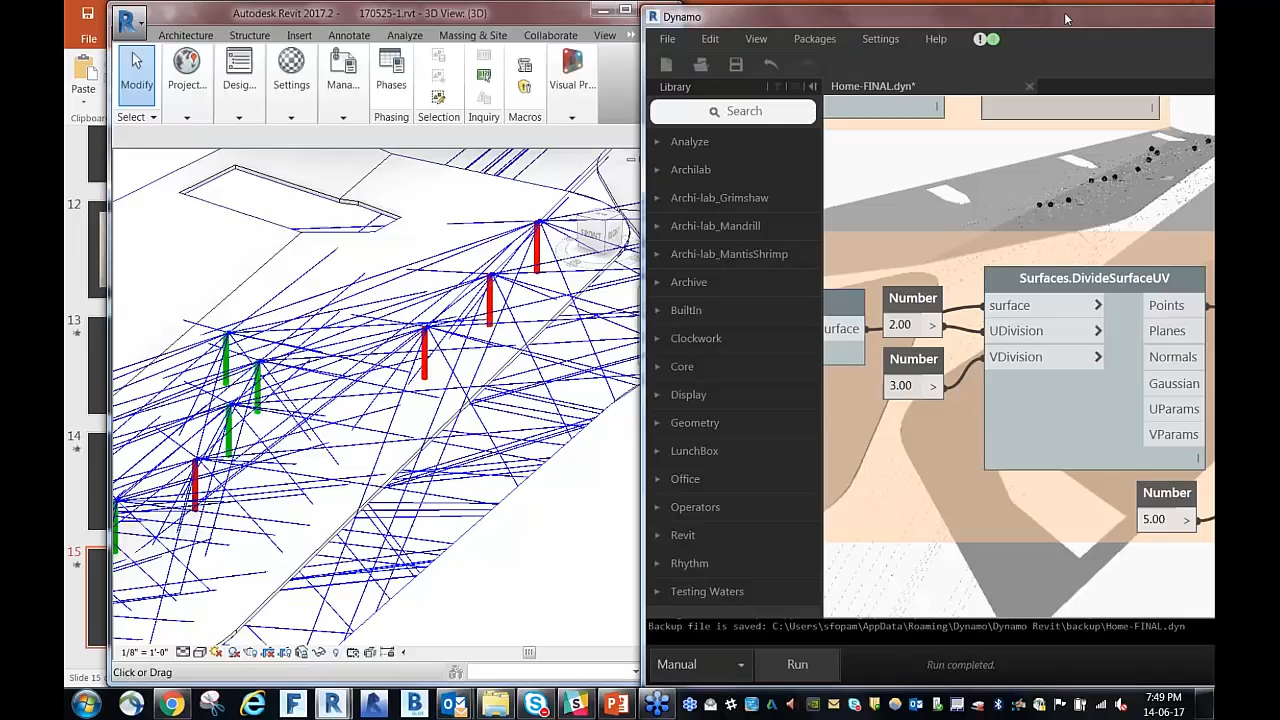 File
Paste
Clipboard
12
13
14
15
Slide 15
Autodesk Revit 2017.2 - 170525-1.rvt - 3D View: {3D}
Architecture Structure Insert Annotate Analyze Massing & Site Collaborate View
Modify Project... Desig... Settings Mana... Phases Visual Pr...
Select Phasing Selection Inquiry Macros
FRONT
1/8" = 1'-0"
Click or Drag
Dynamo
File Edit View Packages Settings Help
Library
Home-FINAL.dyn*
Search
Analyze
Archilab
Archi-lab_Grimshaw
Archi-lab_Mandrill
Archi-lab_MantisShrimp
Archive
BuiltIn
Clockwork
Core
Display
Geometry
LunchBox
Office
Operators
Revit
Rhythm
Testing Waters
urface
Number
2.00 >
Number
3.00 >
Surfaces.DivideSurfaceUV
surface
UDivision
VDivision
Points
Planes
Normals
Gaussian
UParams
VParams
Number
5.00 >
Backup file is saved: C:\Users\sfopam\AppData\Roaming\Dynamo\Dynamo Revit\backup\Home-FINAL.dyn
Manual
Run
Run completed.
7:49 PM
14-06-17